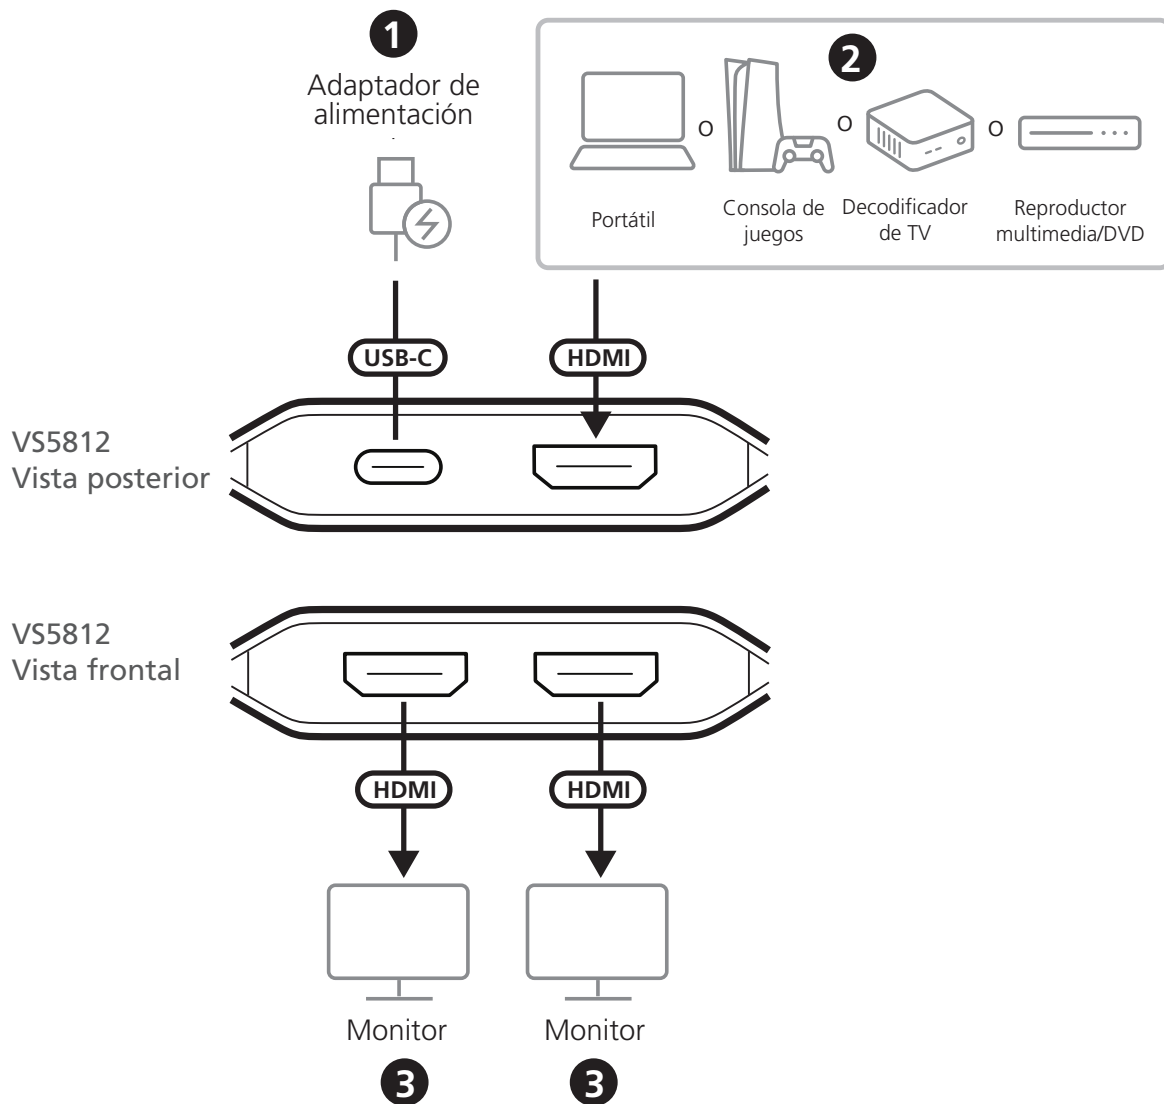 1
Adaptador de
alimentación
2
o
o
o
Portátil
Consola de
juegos
Decodificador
de TV
Reproductor
multimedia/DVD
USB-C
HDMI
VS5812
Vista posterior
VS5812
Vista frontal
HDMI
HDMI
Monitor
Monitor
3
3